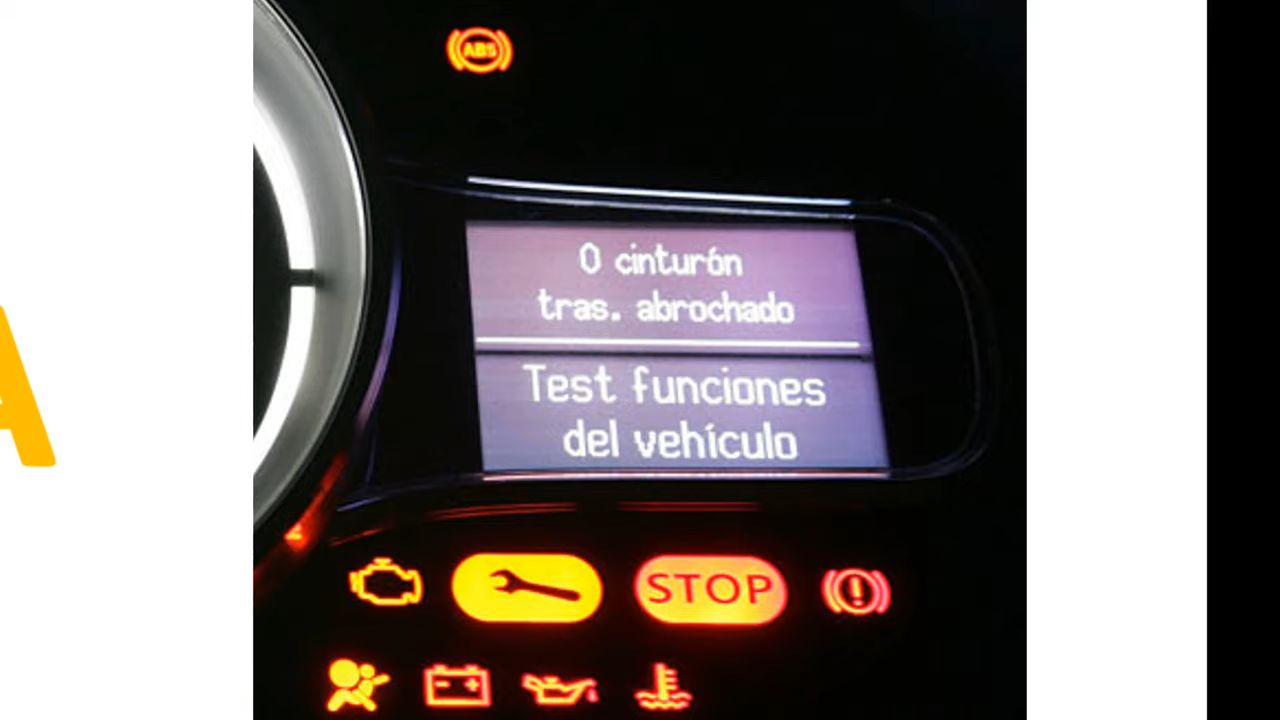 ABS
0 cinturón
tras. abrochado
Test funciones
del vehículo
STOP
A